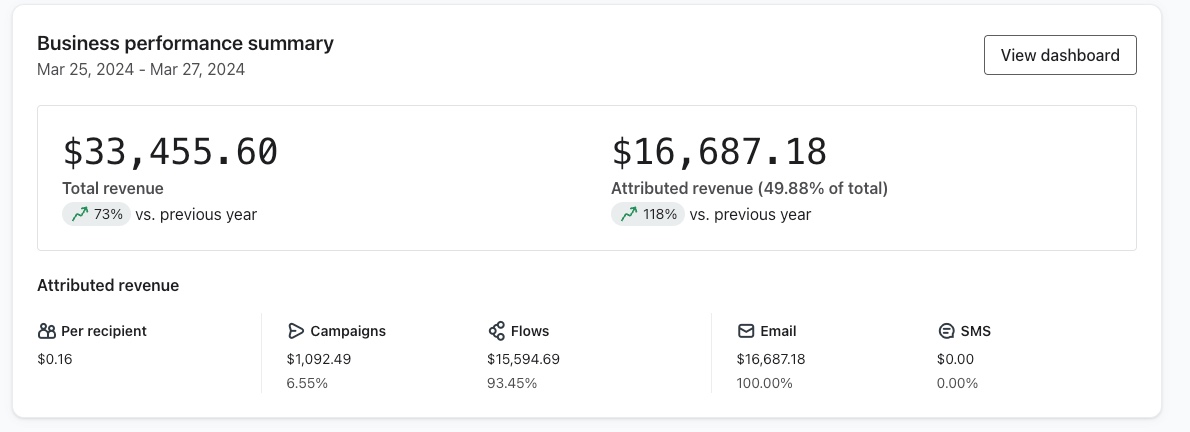 Business performance summary
Mar 25, 2024 - Mar 27, 2024
View dashboard
$33,455.60
Total revenue
73% vs. previous year
$16,687.18
Attributed revenue (49.88% of total)
118% vs. previous year
Attributed revenue
Per recipient
$0.16
Campaigns
$1,092.49
6.55%
Flows
$15,594.69
93.45%
Email
$16,687.18
100.00%
SMS
$0.00
0.00%